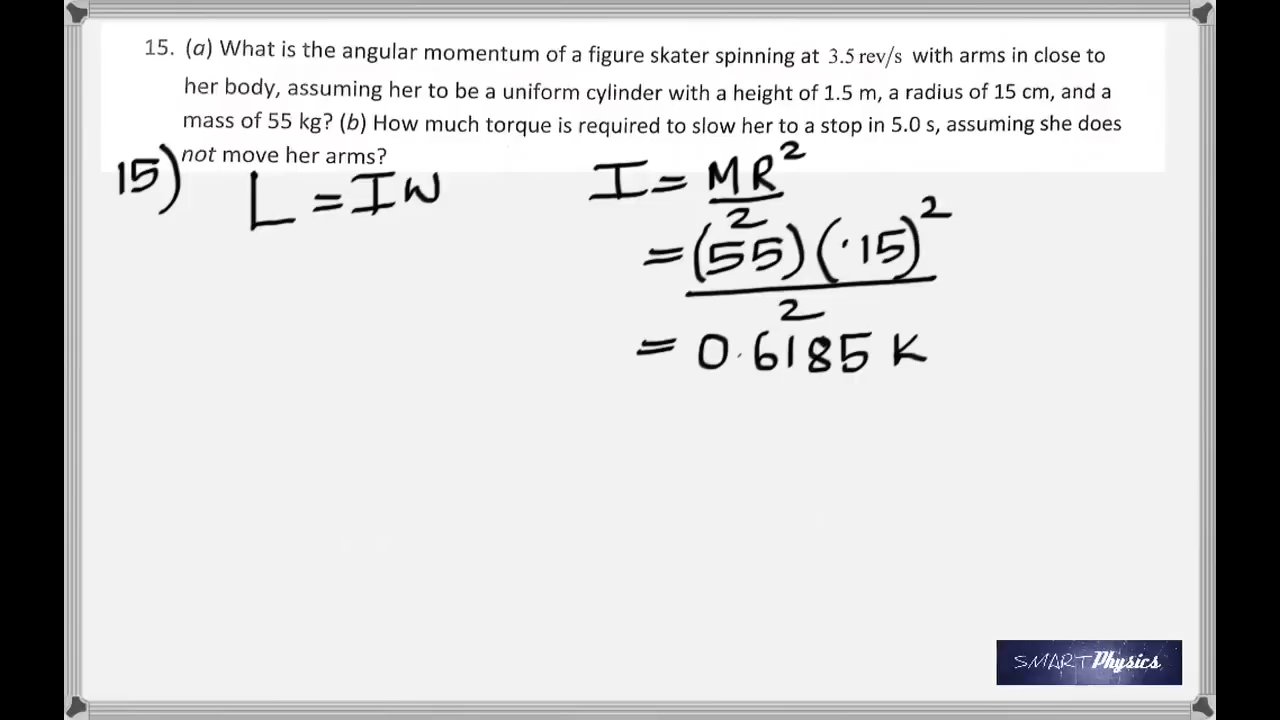 15. (a) What is the angular momentum of a figure skater spinning at 3.5 rev/s with arms in close to
her body, assuming her to be a uniform cylinder with a height of 1.5 m, a radius of 15 cm, and a
mass of 55 kg? (b) How much torque is required to slow her to a stop in 5.0 s, assuming she does
not move her arms?
15)
L = Iω
I = MR²/2
= (55)(.15)²/2
= 0.6185 K
SMART Physics